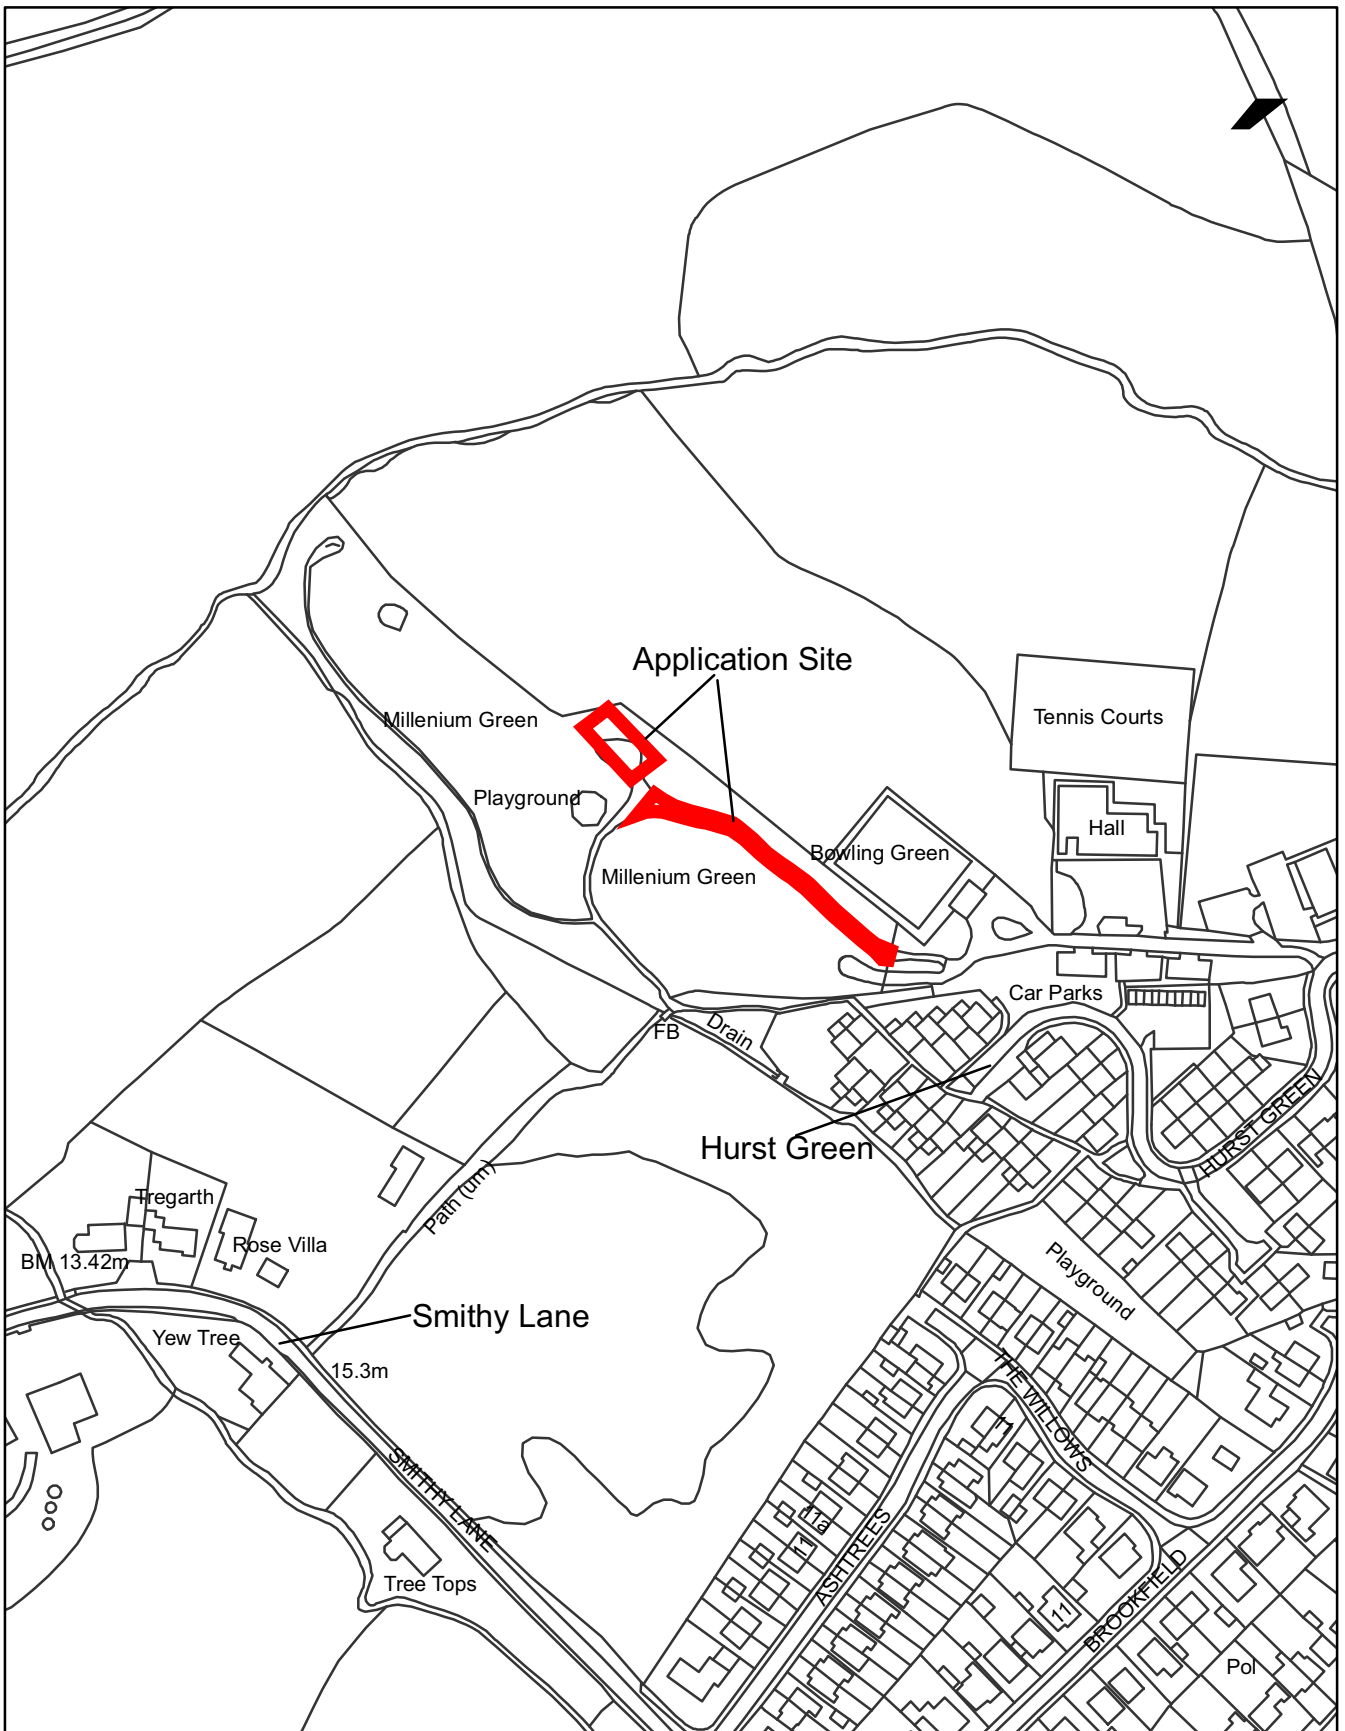 Application Site
Tennis Courts
Millenium Green
Playground
Hall
Bowling Green
Millenium Green
Car Parks
FB
Drain
HURST GREEN
Hurst Green
Path (um)
Tregarth
Rose Villa
BM 13.42m
Playground
Smithy Lane
Yew Tree
15.3m
THE WILLOWS
11
SMITHY LANE
11a
11
ASHTREES
Tree Tops
11
BROOKFIELD
Pol